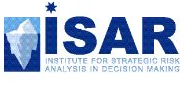 iSAR
INSTITUTE FOR STRATEGIC RISK
ANALYSIS IN DECISION MAKING